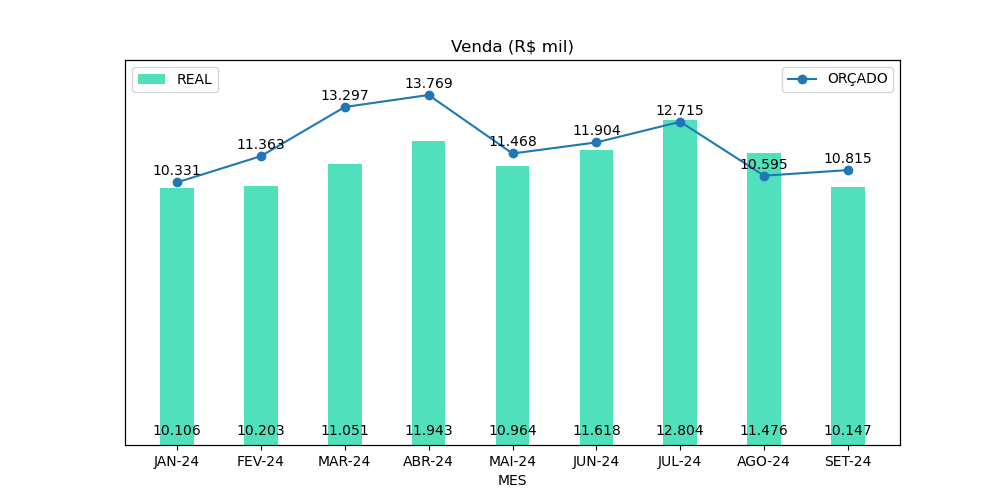 Venda (R$ mil)
REAL
ORÇADO
10.331
11.363
13.297
13.769
11.468
11.904
12.715
10.595
10.815
10.106 10.203 11.051 11.943 10.964 11.618 12.804 11.476 10.147
JAN-24 FEV-24 MAR-24 ABR-24 MAI-24 JUN-24 JUL-24 AGO-24 SET-24
MES